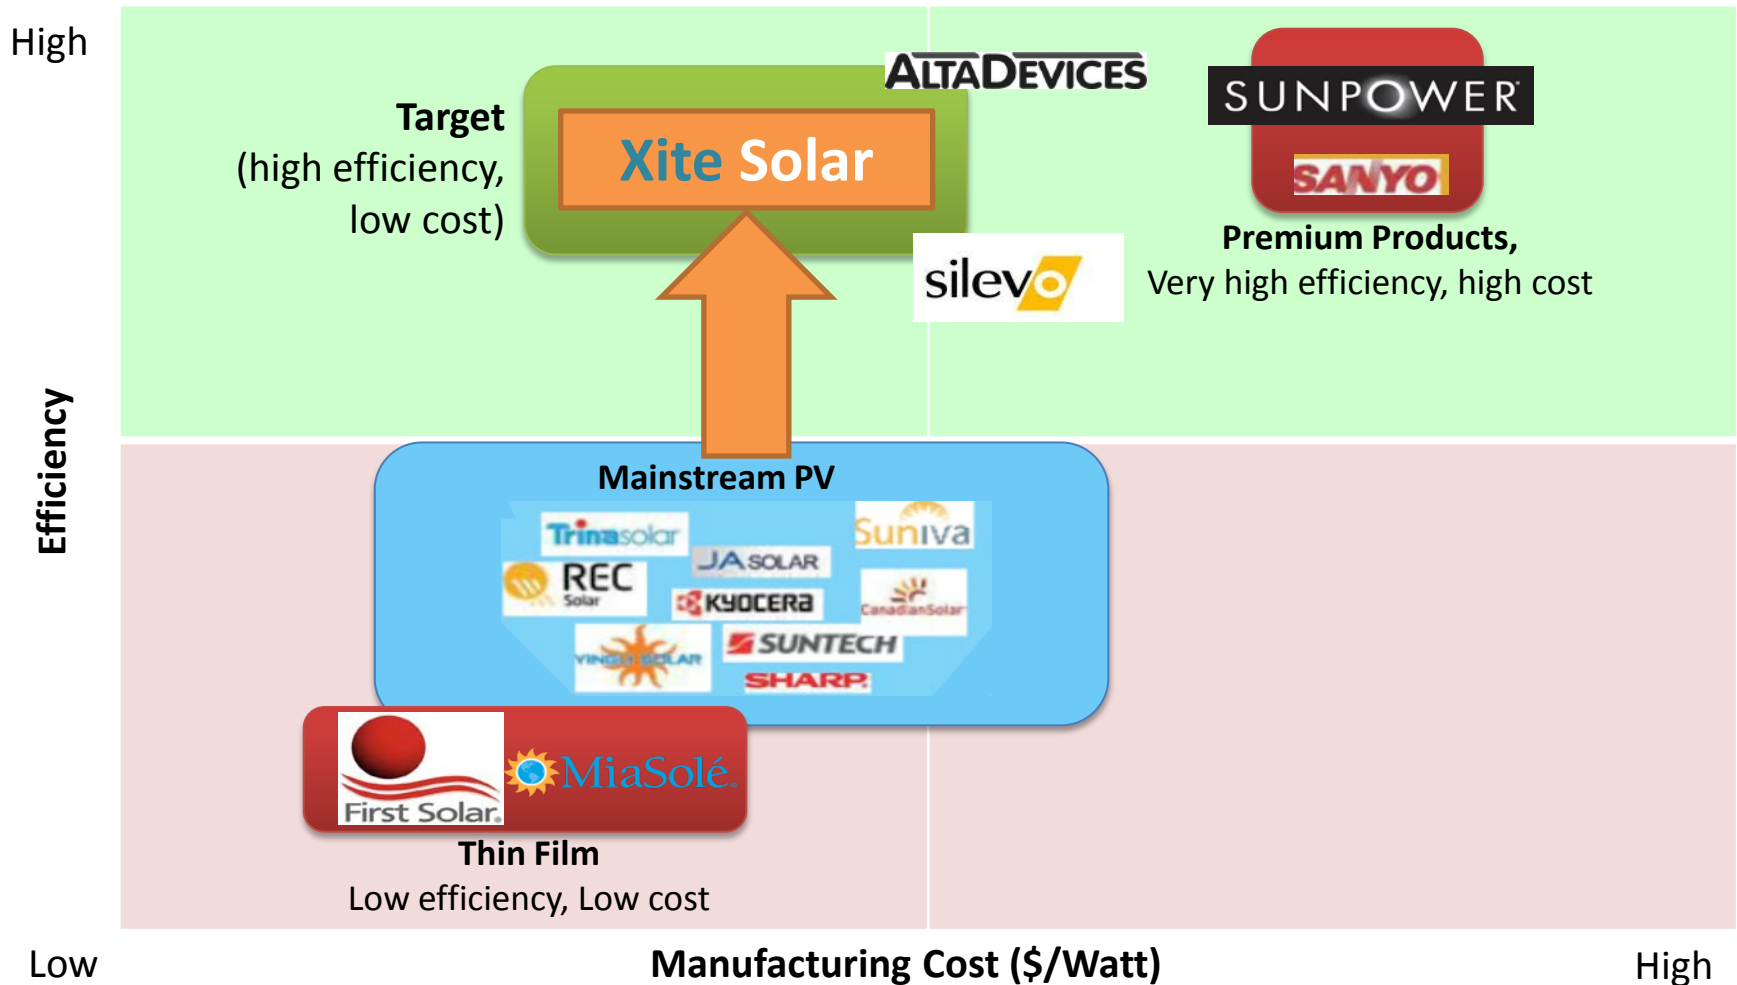 High
ALTADEVICES
SUNPOWER
Target
(high efficiency,
low cost)
Xite Solar
SANYO
Premium Products,
Very high efficiency, high cost
silevo
Efficiency
Mainstream PV
Trinasolar
Suniva
JA SOLAR
REC
Solar
KYOCERA
CanadianSolar
YINGLI SOLAR
SUNTECH
SHARP
First Solar.
MiaSolé
Thin Film
Low efficiency, Low cost
Low
Manufacturing Cost ($/Watt)
High